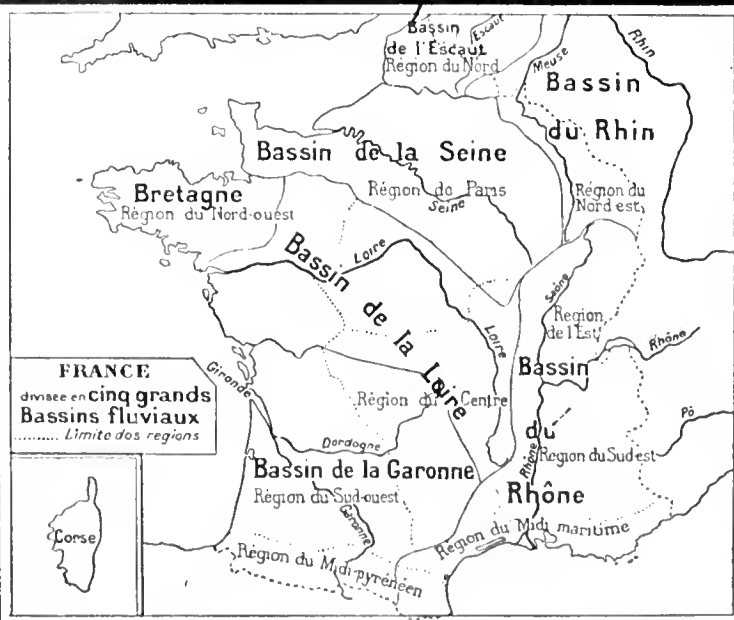 Bassin
de l'Escaut
Région du Nord
Escaut
Meuse
Rhin
Bassin
du Rhin
Bassin de la Seine
Région de Paris
Seine
Bretagne
Région du Nord-ouest
Région du
Nord est
Loire
Bassin de la Loire
Loire
Saône
Région
de l'Est
Rhône
Bassin
du
Rhône
FRANCE
divisée en cinq grands
Bassins fluviaux
......... Limite des regions
Gironde
Région du Centre
Dordogne
Bassin de la Garonne
Région du Sud-ouest
Garonne
Rhône
Région du Sud est
Pô
Région du Midi maritime
Région du Midi-pyrénéen
Corse